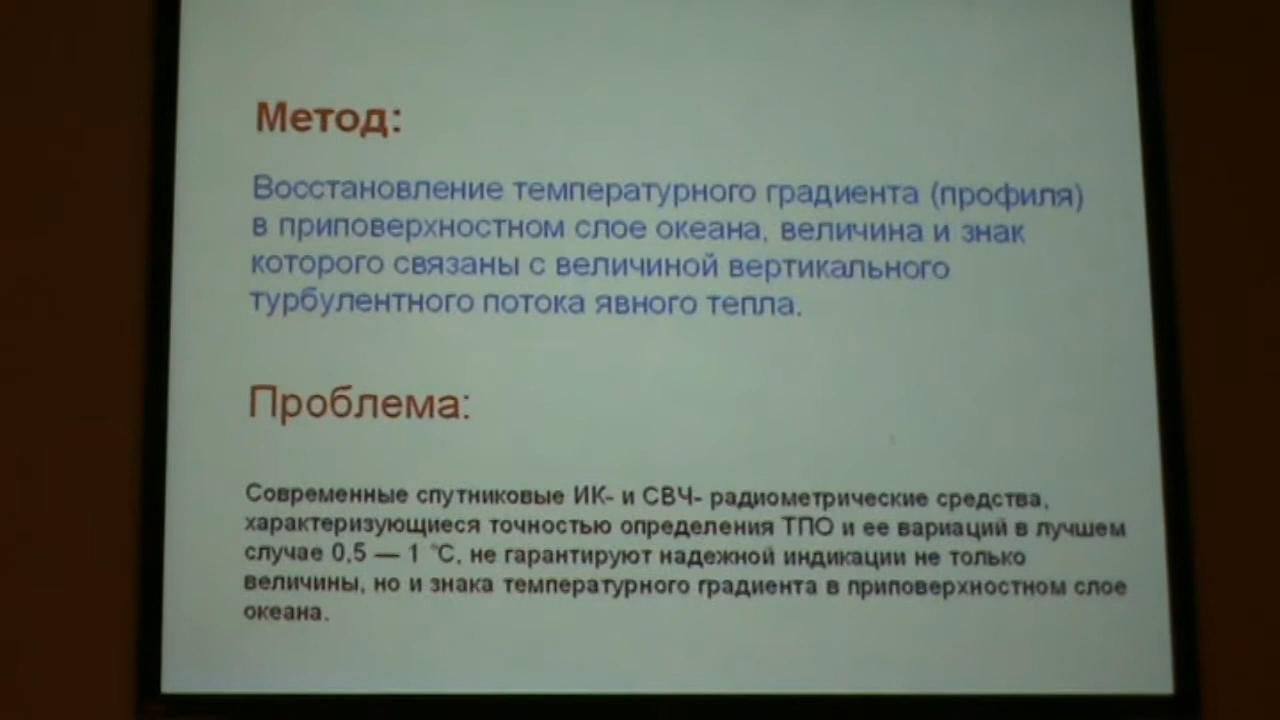 Метод:
Восстановление температурного градиента (профиля)
в приповерхностном слое океана, величина и знак
которого связаны с величиной вертикального
турбулентного потока явного тепла.
Проблема:
Современные спутниковые ИК- и СВЧ- радиометрические средства,
характеризующиеся точностью определения ТПО и ее вариаций в лучшем
случае 0,5 — 1 °C, не гарантируют надежной индикации не только
величины, но и знака температурного градиента в приповерхностном слое
океана.